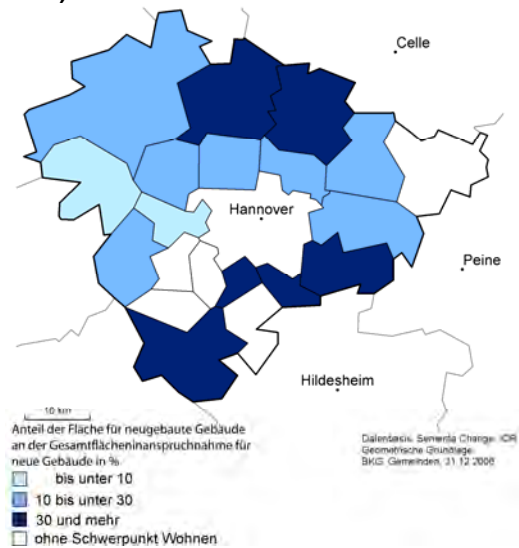 Celle
Hannover
Peine
Hildesheim
10 km
Anteil der Fläche für neugebaute Gebäude
an der Gesamtflächeninanspruchnahme für
neue Gebäude in %
bis unter 10
10 bis unter 30
30 und mehr
ohne Schwerpunkt Wohnen
Datenbasis: Change: IÖR
Geometrische Grundlage:
BKG, Gemeinden, 31.12.2006